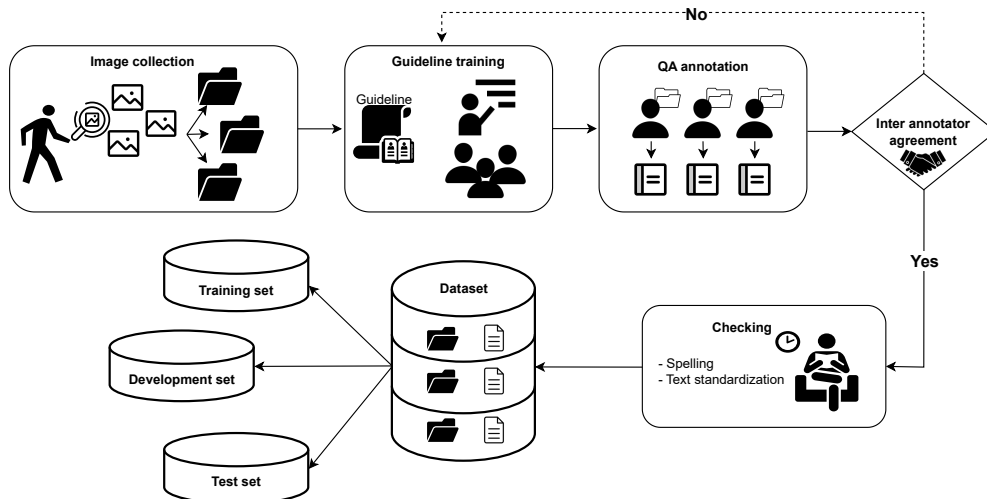 No
Image collection
Guideline training
Guideline
QA annotation
Inter annotator
agreement
Yes
Checking
- Spelling
- Text standardization
Dataset
Training set
Development set
Test set